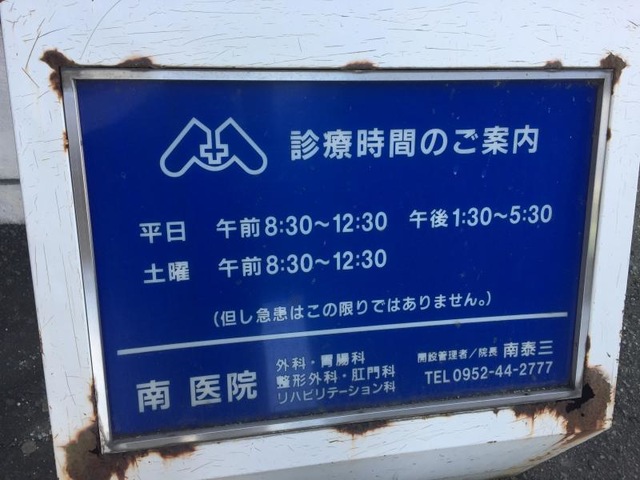 診療時間のご案内
平日 午前8:30〜12:30 午後1:30〜5:30
土曜 午前8:30〜12:30
(但し急患はこの限りではありません。)
南 医院
外科・胃腸科
整形外科・肛門科
リハビリテーション科
開設管理者／院長 南泰三
TEL 0952-44-2777